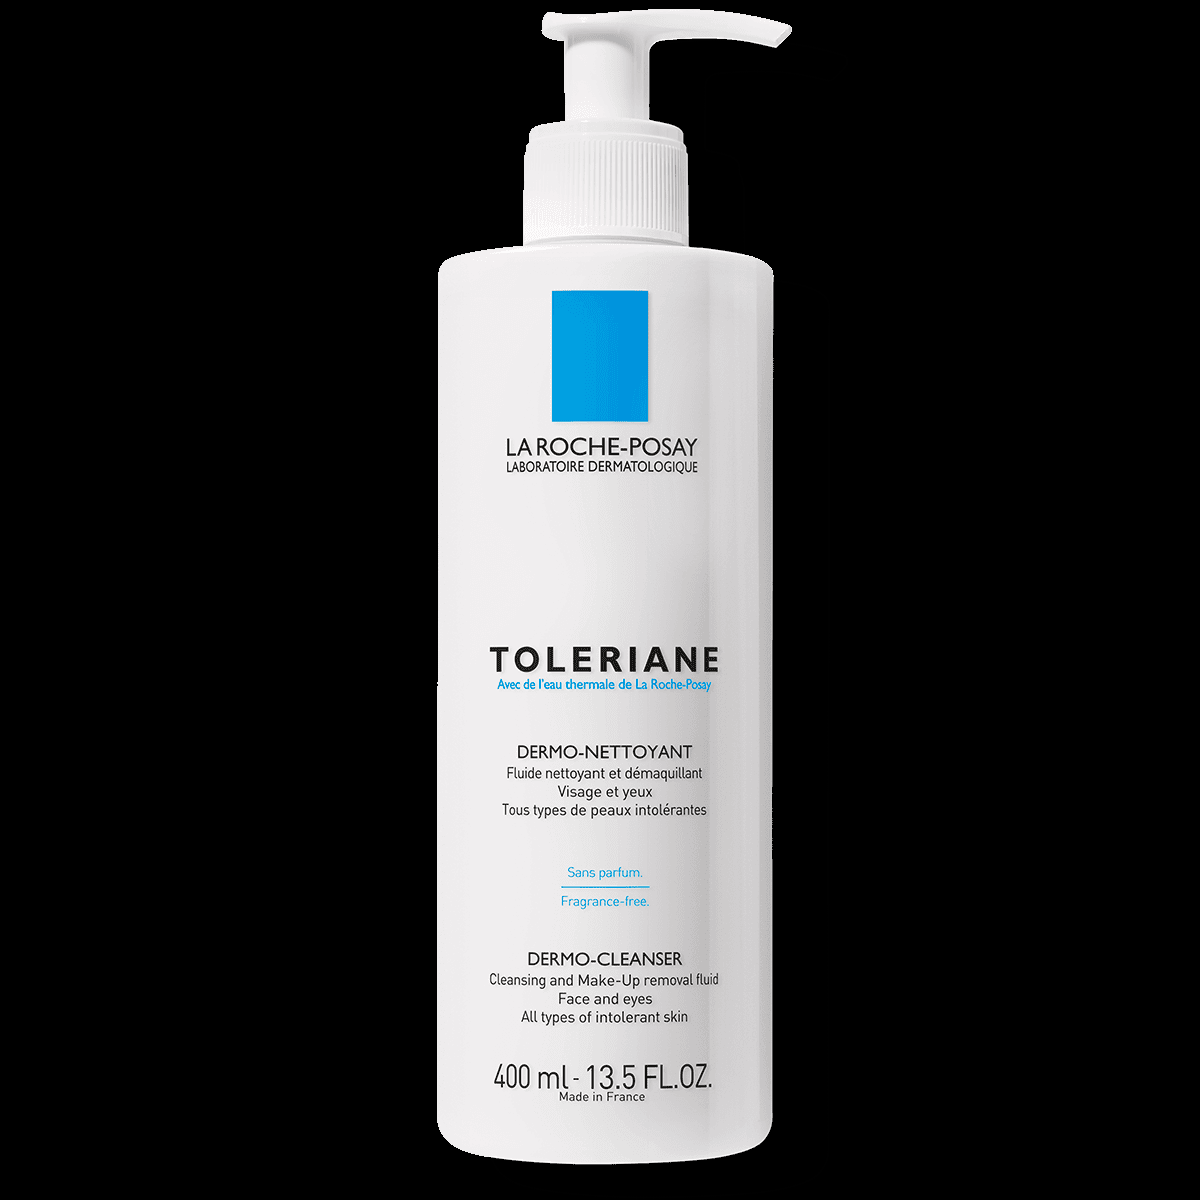 LA ROCHE-POSAY
LABORATOIRE DERMATOLOGIQUE
TOLERIANE
Avec de l'eau thermale de La Roche-Posay
DERMO-NETTOYANT
Fluide nettoyant et démaquillant
Visage et yeux
Tous types de peaux intolérantes
Sans parfum.
Fragrance-free.
DERMO-CLEANSER
Cleansing and Make-Up removal fluid
Face and eyes
All types of intolerant skin
400 ml - 13.5 FL.OZ.
Made in France